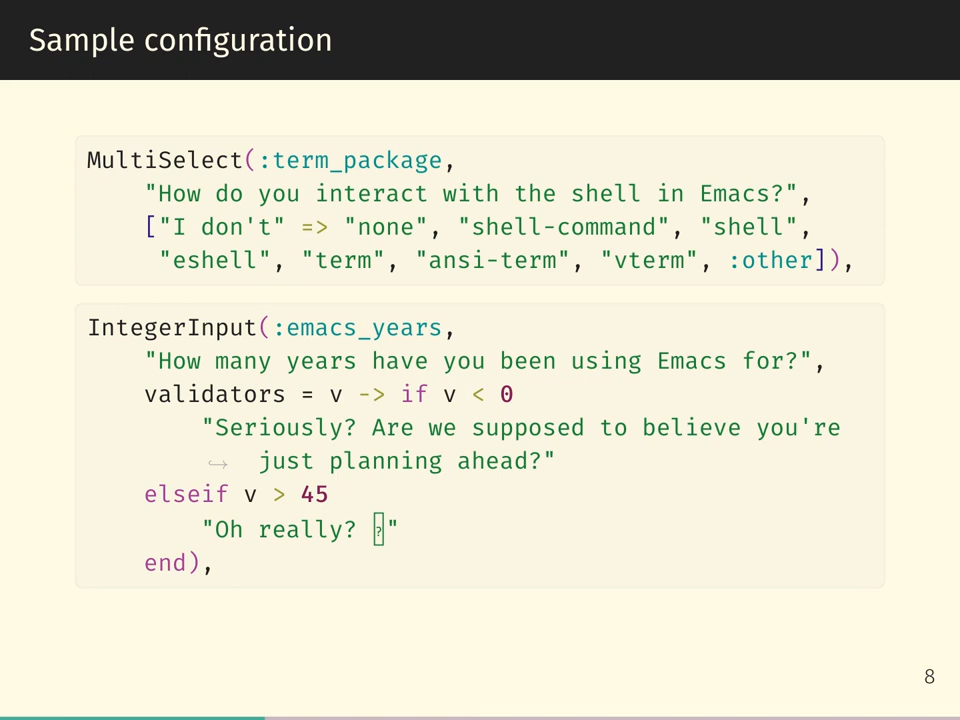 Sample configuration
MultiSelect(:term_package,
    "How do you interact with the shell in Emacs?",
    ["I don't" => "none", "shell-command", "shell",
     "eshell", "term", "ansi-term", "vterm", :other]),
IntegerInput(:emacs_years,
    "How many years have you been using Emacs for?",
    validators = v -> if v < 0
        "Seriously? Are we supposed to believe you're
        ↪  just planning ahead?"
    elseif v > 45
        "Oh really? "
    end),
8